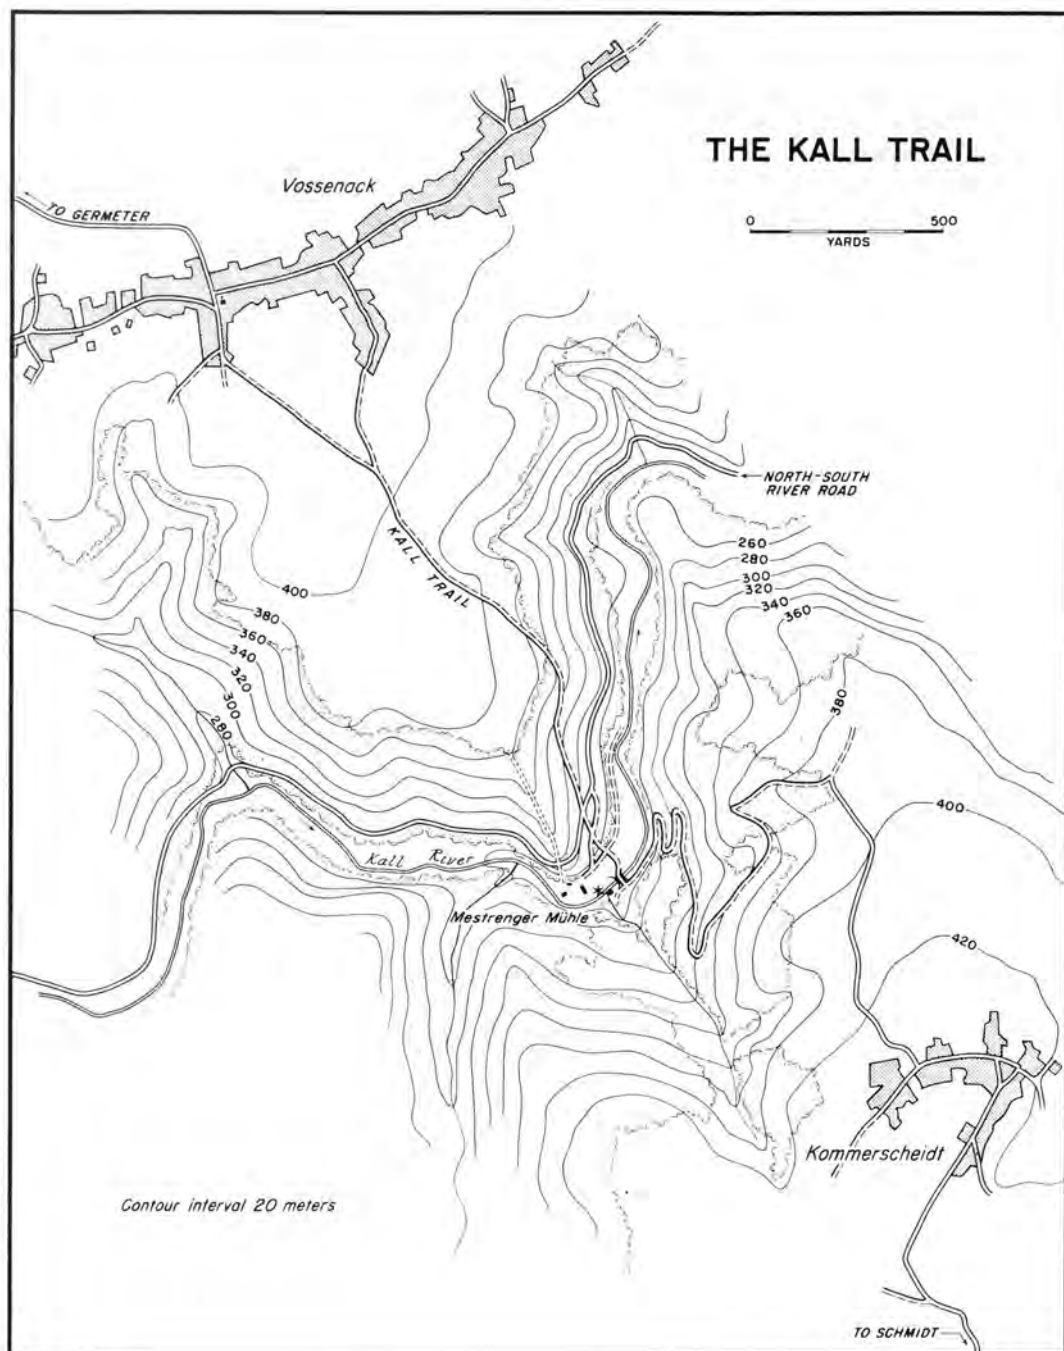 THE KALL TRAIL
Vossenack
0 500
YARDS
TO GERMETER
NORTH-SOUTH
RIVER ROAD
KALL TRAIL
260
280
300
320
340
360
380
400
380
360
340
320
300
280
400
420
Kall River
Mestrenger Mühle
Kommerscheidt
Contour interval 20 meters
TO SCHMIDT